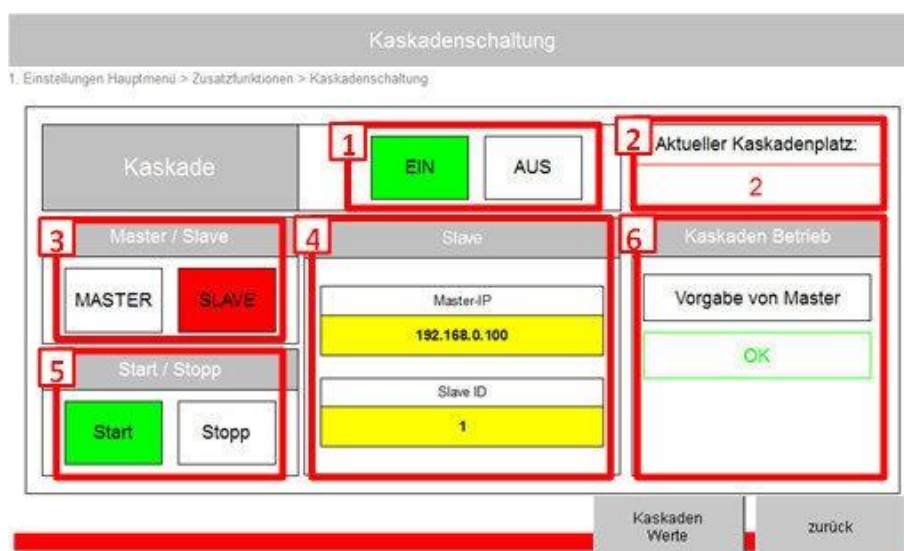 Kaskadenschaltung
1. Einstellungen Hauptmenü > Zusatzfunktionen > Kaskadenschaltung
Kaskade
1
EIN
AUS
2
Aktueller Kaskadenplatz:
2
3
Master / Slave
MASTER
SLAVE
4
Slave
Master-IP
192.168.0.100
Slave ID
1
5
Start / Stopp
Start
Stopp
6
Kaskaden Betrieb
Vorgabe von Master
OK
Kaskaden
Werte
zurück